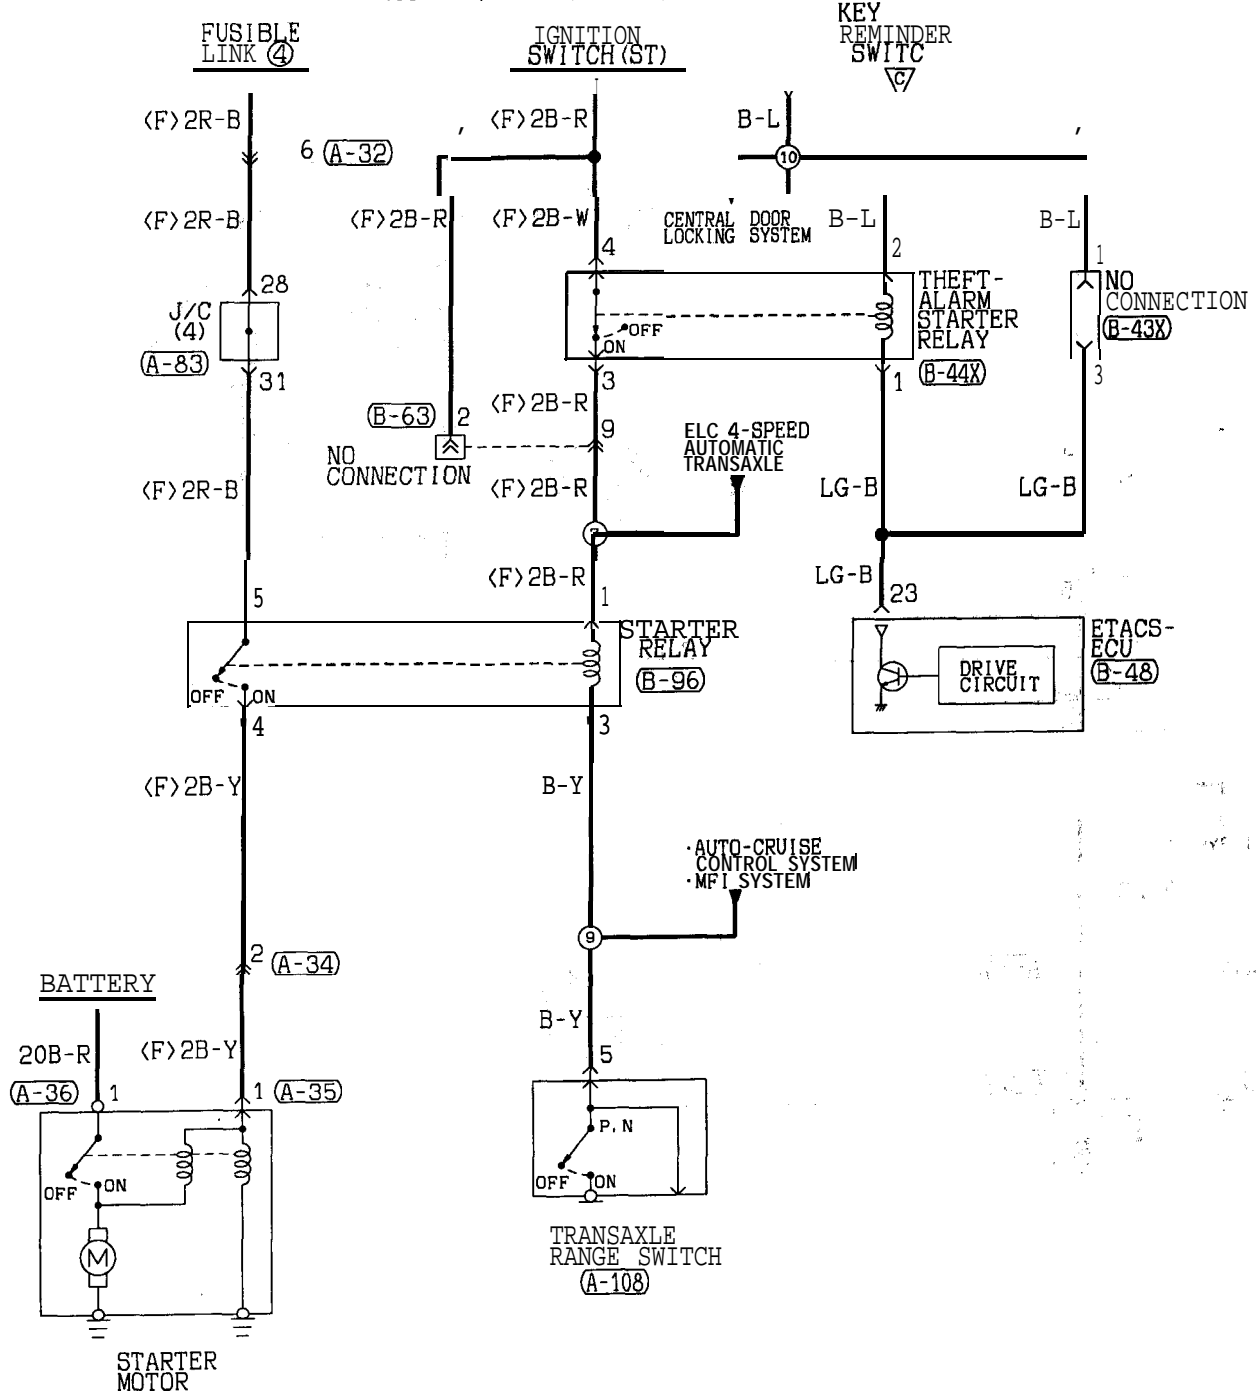 FUSIBLE
LINK ④
IGNITION
SWITCH (ST)
KEY
REMINDER
SWITC
C
<F>2R-B
6 (A-32)
<F>2B-R
B-L
10
<F>2R-B
<F>2B-R
<F>2B-W
CENTRAL DOOR
LOCKING SYSTEM
B-L
B-L
28
4
2
1
J/C
(4)
A-83
31
OFF
ON
THEFT-
ALARM
STARTER
RELAY
B-44X
NO
CONNECTION
B-43X
3
1
3
<F>2B-R
B-63
2
9
NO
CONNECTION
ELC 4-SPEED
AUTOMATIC
TRANSAXLE
<F>2R-B
<F>2B-R
LG-B
LG-B
7
<F>2B-R
LG-B
23
5
1
STARTER
RELAY
B-96
OFF
ON
4
3
DRIVE
CIRCUIT
ETACS-
ECU
B-48
<F>2B-Y
B-Y
·AUTO-CRUISE
CONTROL SYSTEM
·MFI SYSTEM
9
2
A-34
BATTERY
20B-R
<F>2B-Y
B-Y
A-36
1
1
A-35
5
P,N
OFF
ON
OFF
ON
M
TRANSAXLE
RANGE SWITCH
A-108
STARTER
MOTOR